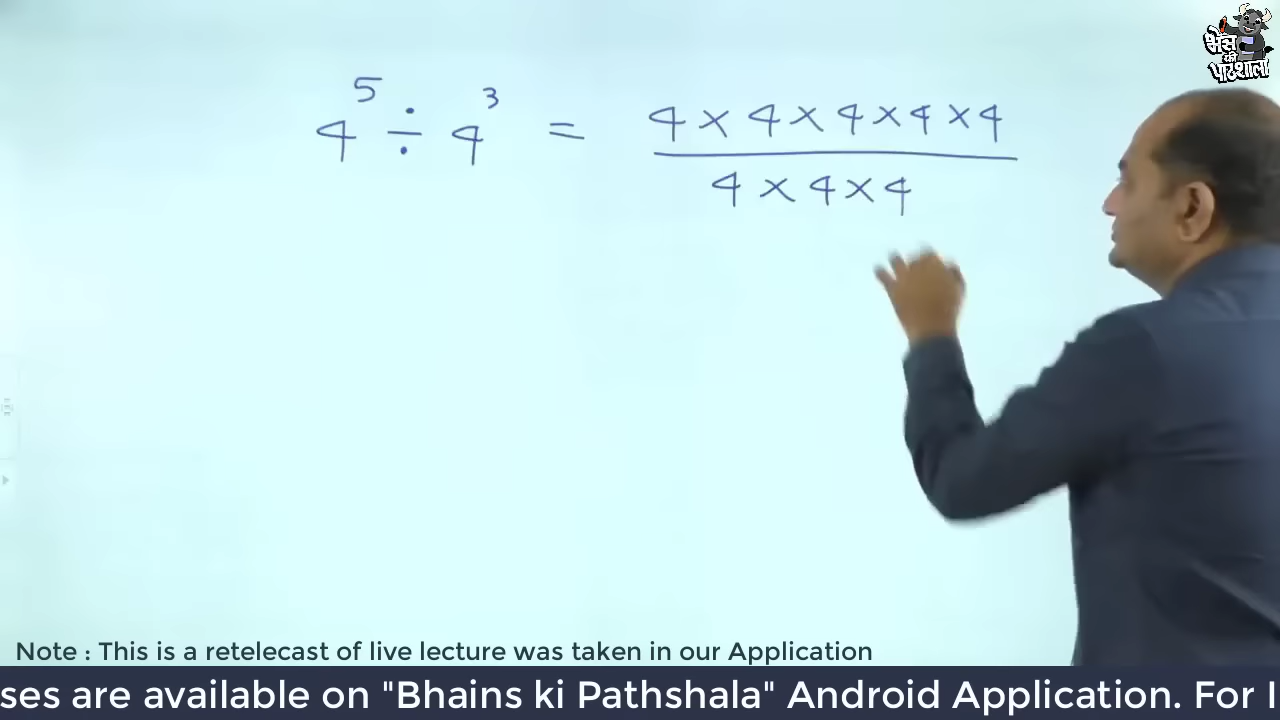 भैंस की पाठशाला
4⁵ ÷ 4³ = 4 × 4 × 4 × 4 × 4 / 4 × 4 × 4
Note : This is a retelecast of live lecture was taken in our Application
ses are available on "Bhains ki Pathshala" Android Application. For I